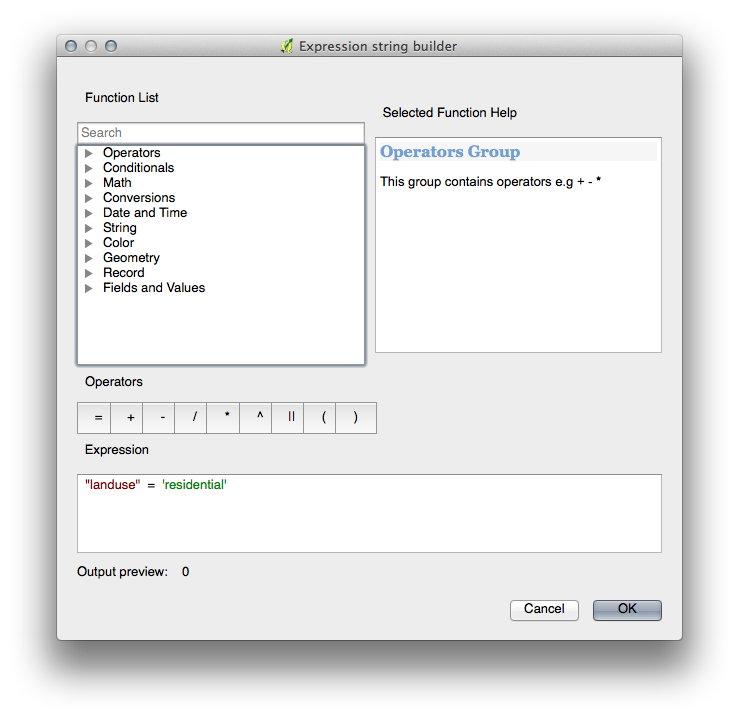 Expression string builder
Function List
Search
Operators
Conditionals
Math
Conversions
Date and Time
String
Color
Geometry
Record
Fields and Values
Selected Function Help
Operators Group
This group contains operators e.g + - *
Operators
= + - / * ^ || ( )
Expression
"landuse" = 'residential'
Output preview: 0
Cancel OK